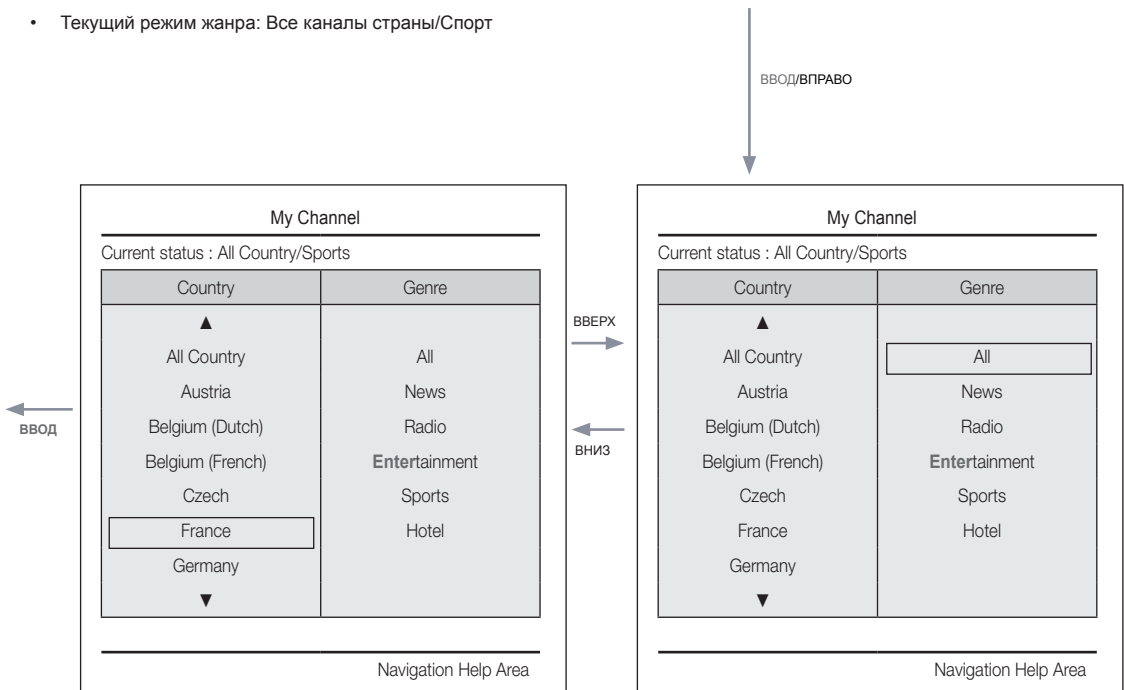 • Текущий режим жанра: Все каналы страны/Спорт
ВВОД/ВПРАВО
My Channel
Current status : All Country/Sports
Country Genre
▲
All Country All
Austria News
Belgium (Dutch) Radio
Belgium (French) Entertainment
Czech Sports
France Hotel
Germany
▼
Navigation Help Area
ВВОД
ВВЕРХ
ВНИЗ
My Channel
Current status : All Country/Sports
Country Genre
▲
All Country All
Austria News
Belgium (Dutch) Radio
Belgium (French) Entertainment
Czech Sports
France Hotel
Germany
▼
Navigation Help Area